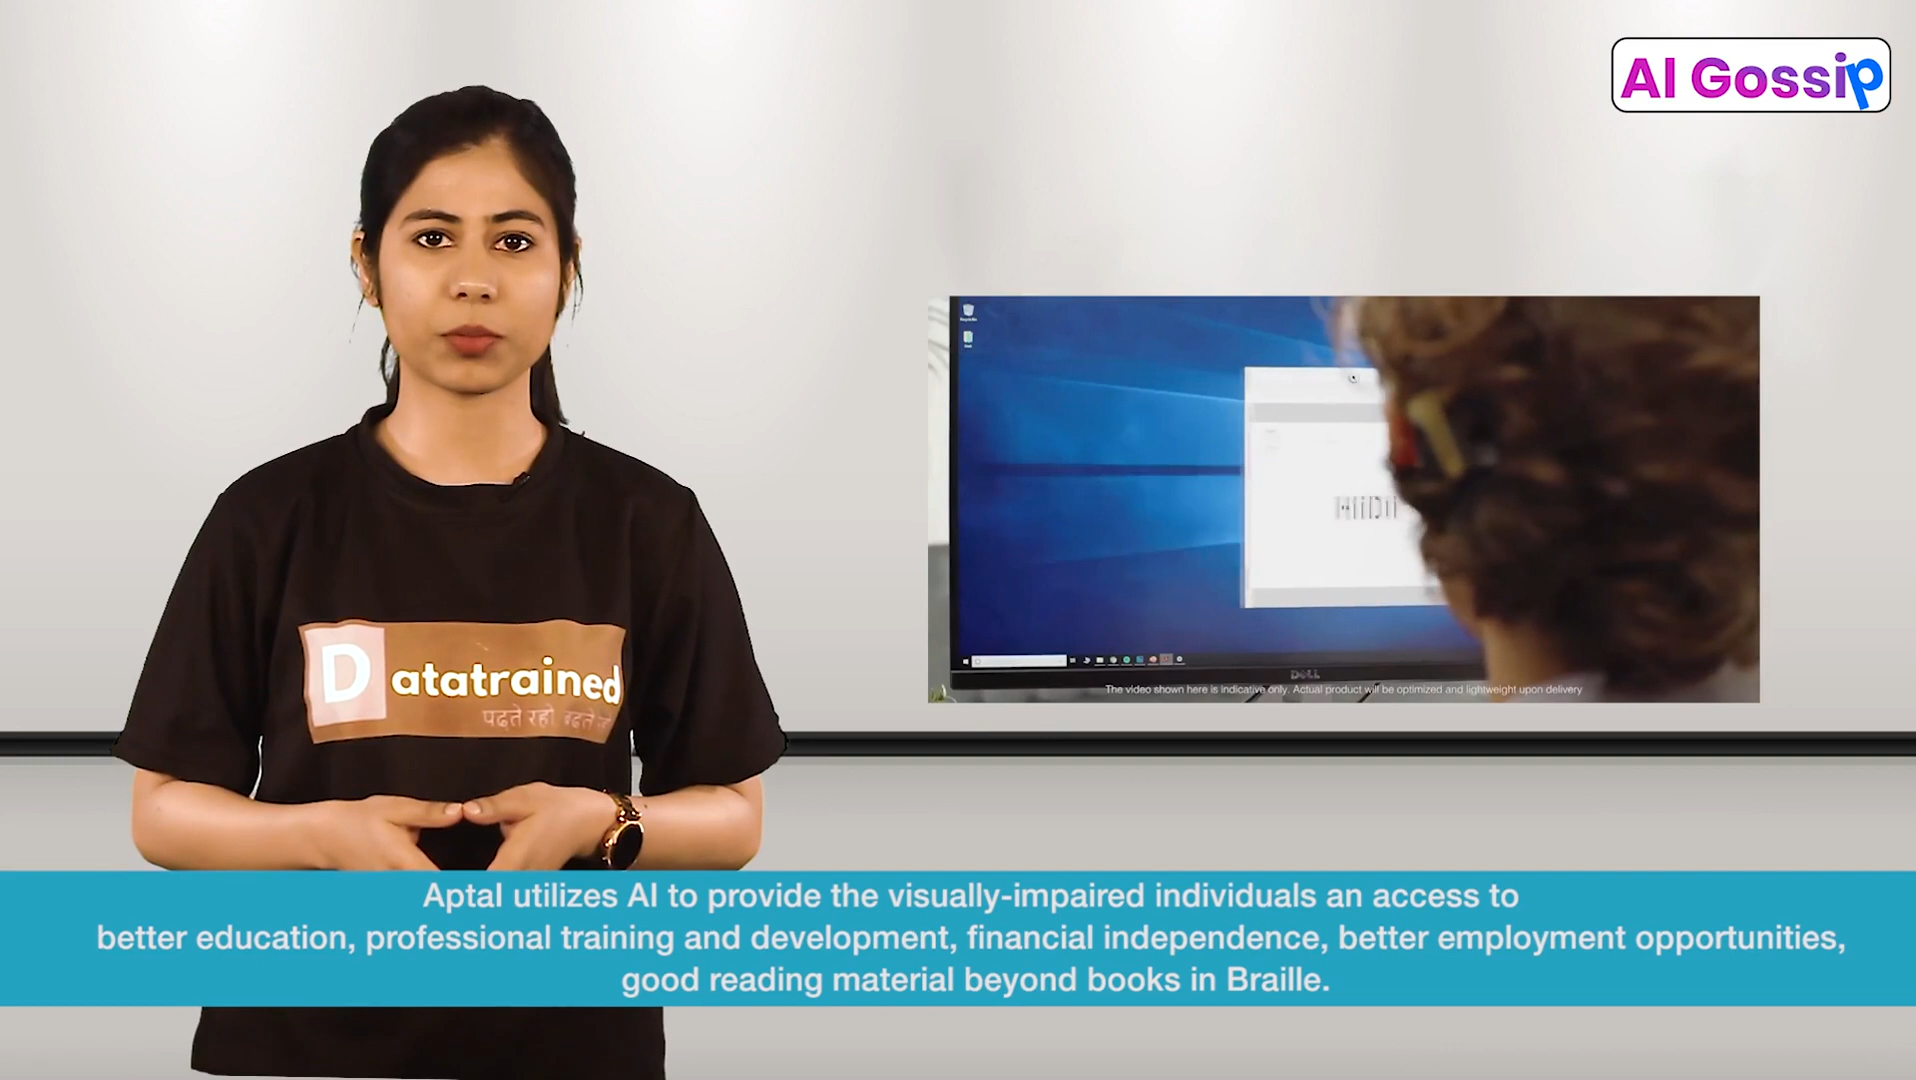 AI Gossip
DELL
The video shown here is indicative only. Actual product will be optimized and lightweight upon delivery
Datatrained
पढ़ते रहो बढ़ते
Aptal utilizes AI to provide the visually-impaired individuals an access to
better education, professional training and development, financial independence, better employment opportunities,
good reading material beyond books in Braille.